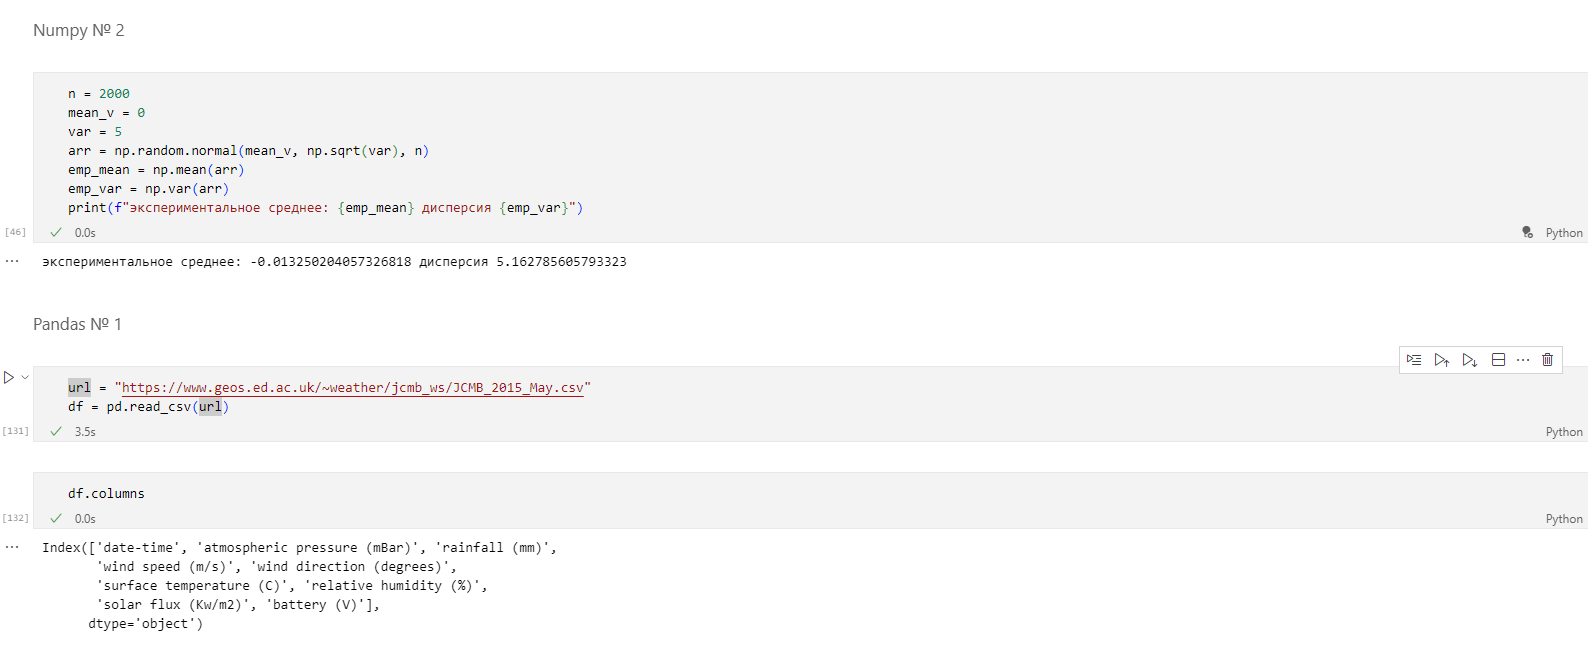 Numpy № 2
n = 2000
mean_v = 0
var = 5
arr = np.random.normal(mean_v, np.sqrt(var), n)
emp_mean = np.mean(arr)
emp_var = np.var(arr)
print(f"экспериментальное среднее: {emp_mean} дисперсия {emp_var}")
[46] 0.0s Python
... экспериментальное среднее: -0.013250204057326818 дисперсия 5.162785605793323
Pandas № 1
url = "https://www.geos.ed.ac.uk/~weather/jcmb_ws/JCMB_2015_May.csv"
df = pd.read_csv(url)
[131] 3.5s Python
df.columns
[132] 0.0s Python
... Index(['date-time', 'atmospheric pressure (mBar)', 'rainfall (mm)',
'wind speed (m/s)', 'wind direction (degrees)',
'surface temperature (C)', 'relative humidity (%)',
'solar flux (Kw/m2)', 'battery (V)'],
dtype='object')